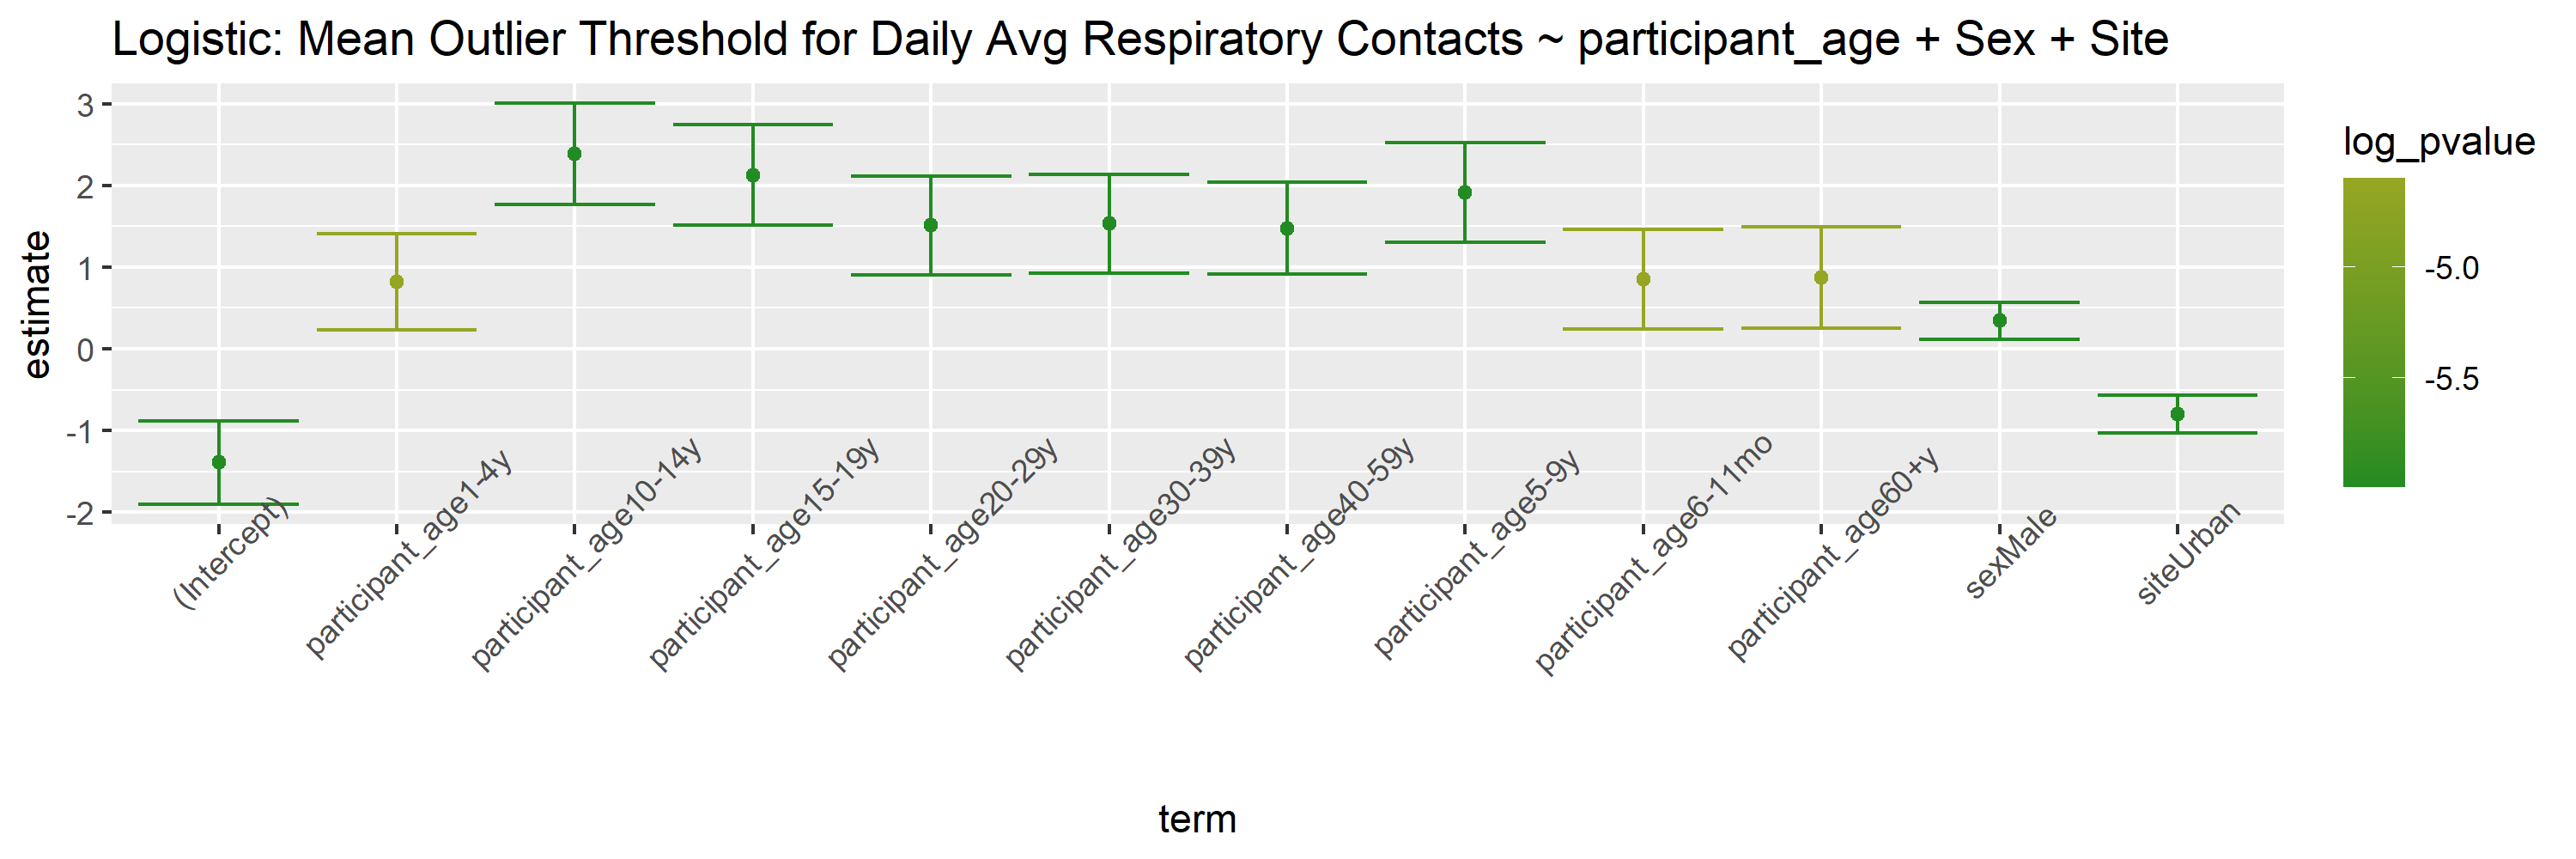 Logistic: Mean Outlier Threshold for Daily Avg Respiratory Contacts ~ participant_age + Sex + Site
estimate
3
2
1
0
-1
-2
(Intercept)
participant_age1-4y
participant_age10-14y
participant_age15-19y
participant_age20-29y
participant_age30-39y
participant_age40-59y
participant_age5-9y
participant_age6-11mo
participant_age60+y
sexMale
siteUrban
term
log_pvalue
-5.0
-5.5